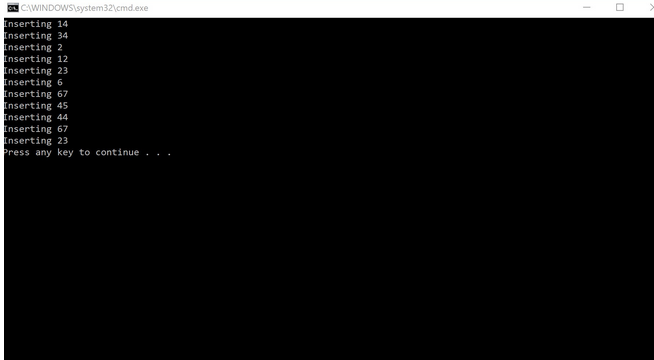 C:\WINDOWS\system32\cmd.exe
Inserting 14
Inserting 34
Inserting 2
Inserting 12
Inserting 23
Inserting 6
Inserting 67
Inserting 45
Inserting 44
Inserting 67
Inserting 23
Press any key to continue . . .